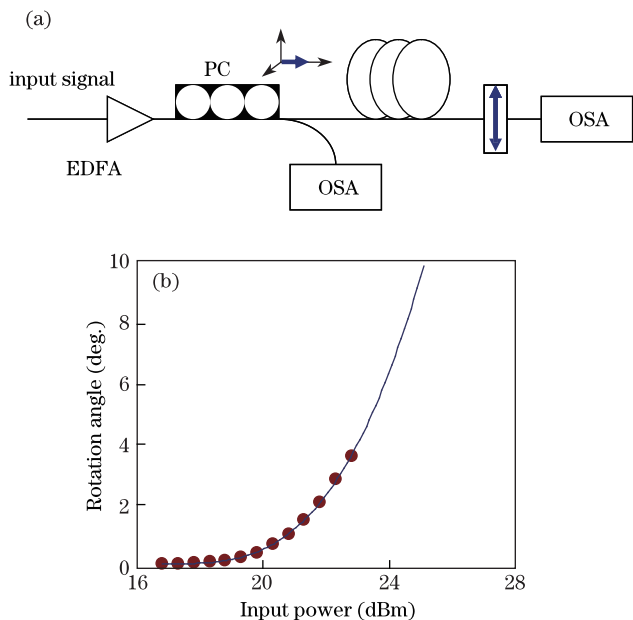 (a)
input signal
PC
EDFA
OSA
OSA
(b)
10
8
6
4
2
0
Rotation angle (deg.)
16
20
24
28
Input power (dBm)